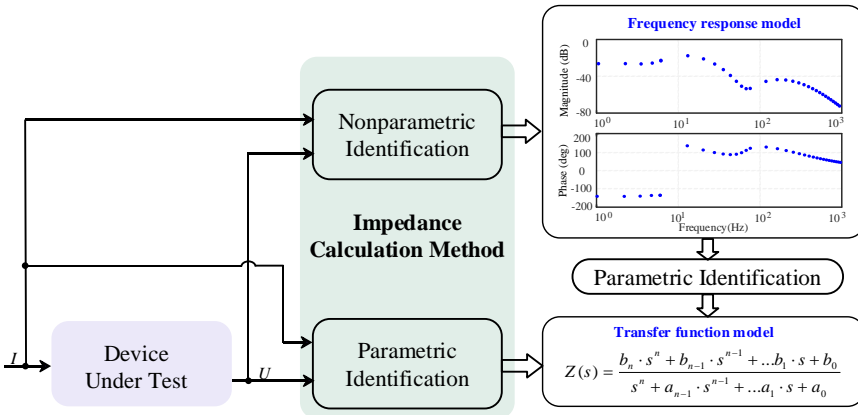 Frequency response model
Magnitude (dB)
0
-40
-80
10^0
10^1
10^2
10^3
Phase (deg)
200
100
0
-100
-200
10^0
10^1
10^2
10^3
Frequency(Hz)
Nonparametric
Identification
Impedance
Calculation Method
Parametric Identification
Parametric
Identification
Transfer function model
Z(s) = \frac{b_n · s^n + b_{n-1} · s^{n-1} + ...b_1 · s + b_0}{s^n + a_{n-1} · s^{n-1} + ...a_1 · s + a_0}
I
Device
Under Test
U